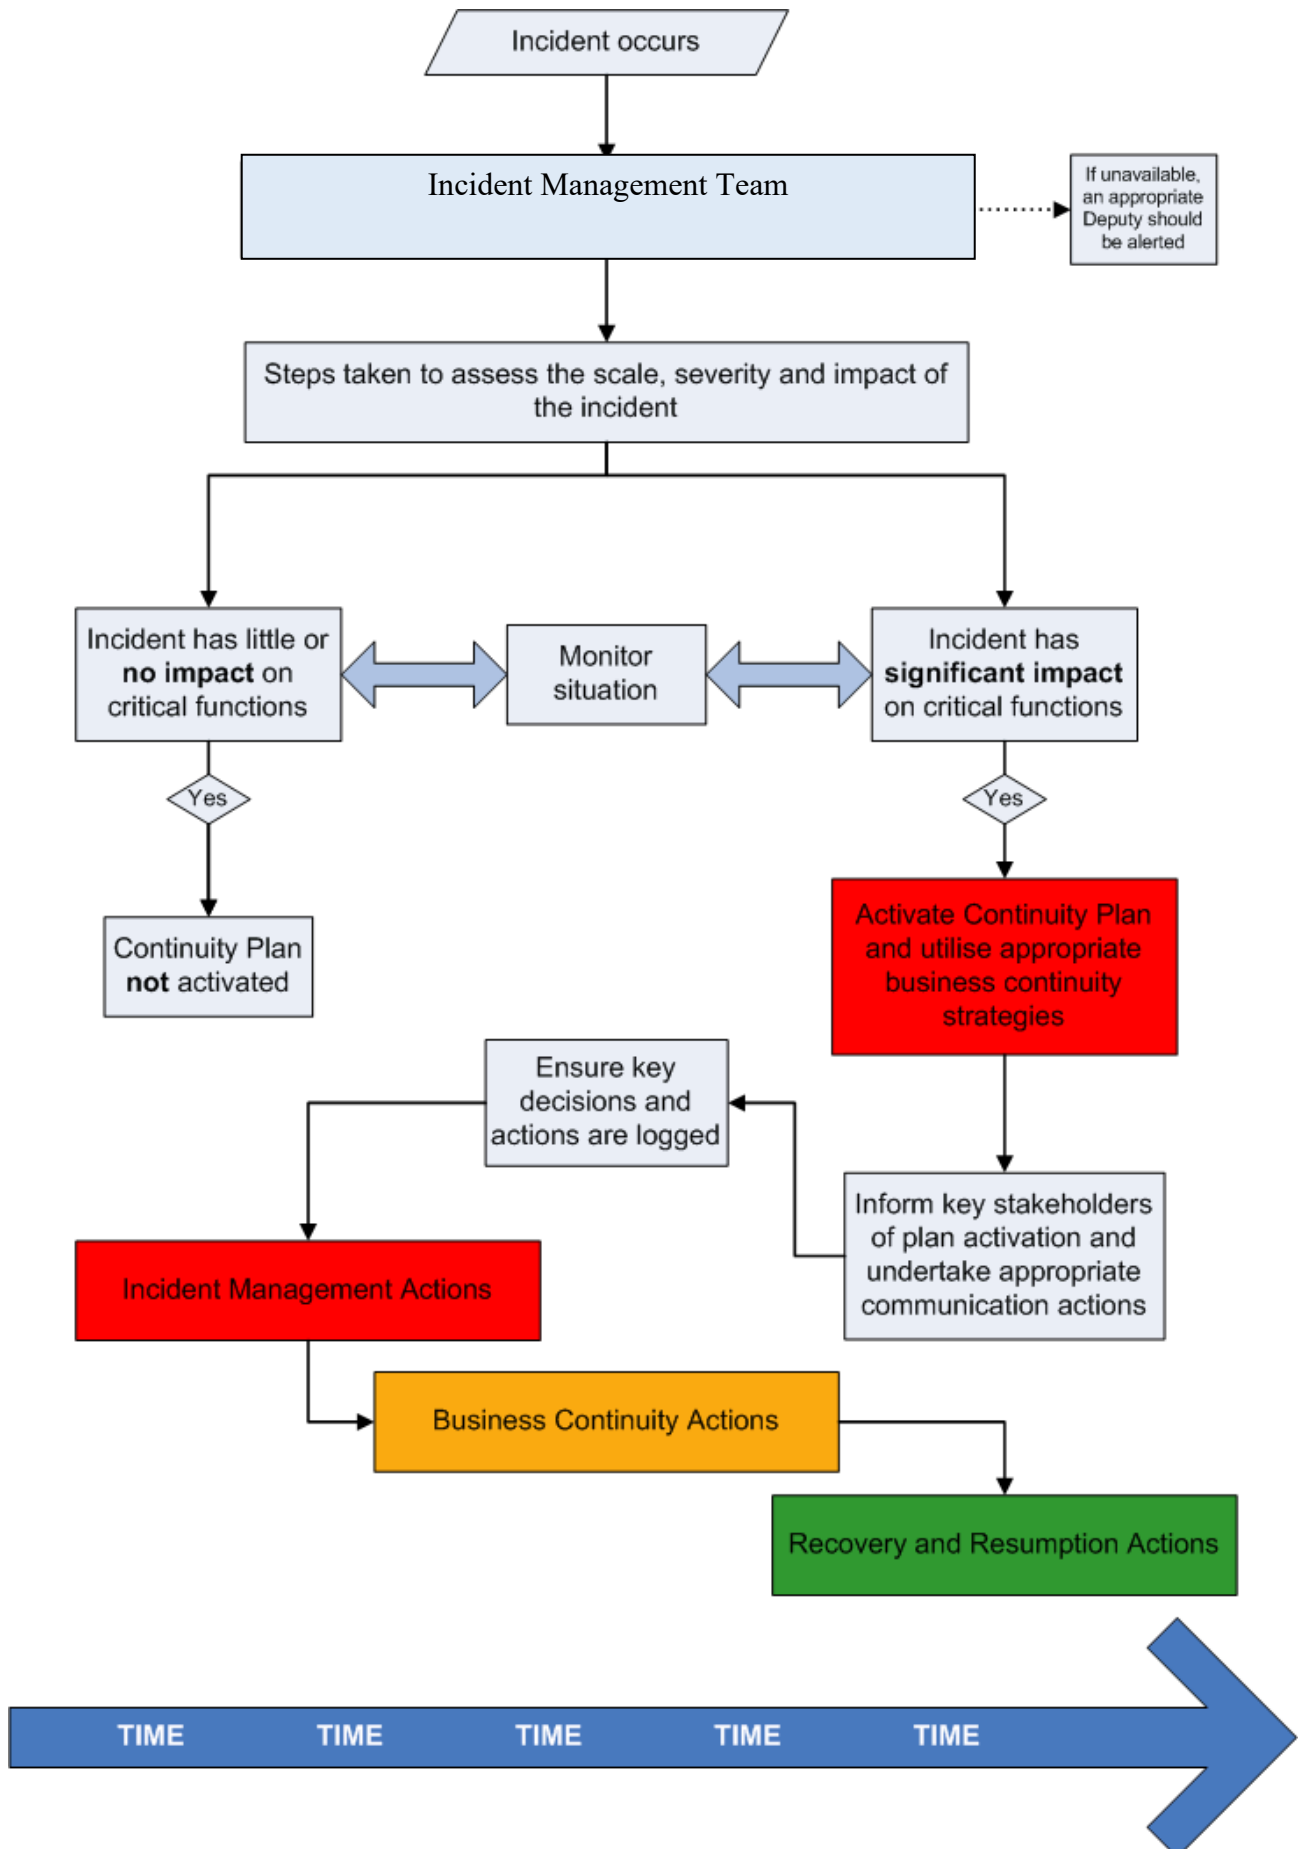 Incident occurs
Incident Management Team
If unavailable,
an appropriate
Deputy should
be alerted
Steps taken to assess the scale, severity and impact of
the incident
Incident has little or
no impact on
critical functions
Monitor
situation
Incident has
significant impact
on critical functions
Yes
Yes
Continuity Plan
not activated
Activate Continuity Plan
and utilise appropriate
business continuity
strategies
Ensure key
decisions and
actions are logged
Inform key stakeholders
of plan activation and
undertake appropriate
communication actions
Incident Management Actions
Business Continuity Actions
Recovery and Resumption Actions
TIME TIME TIME TIME TIME